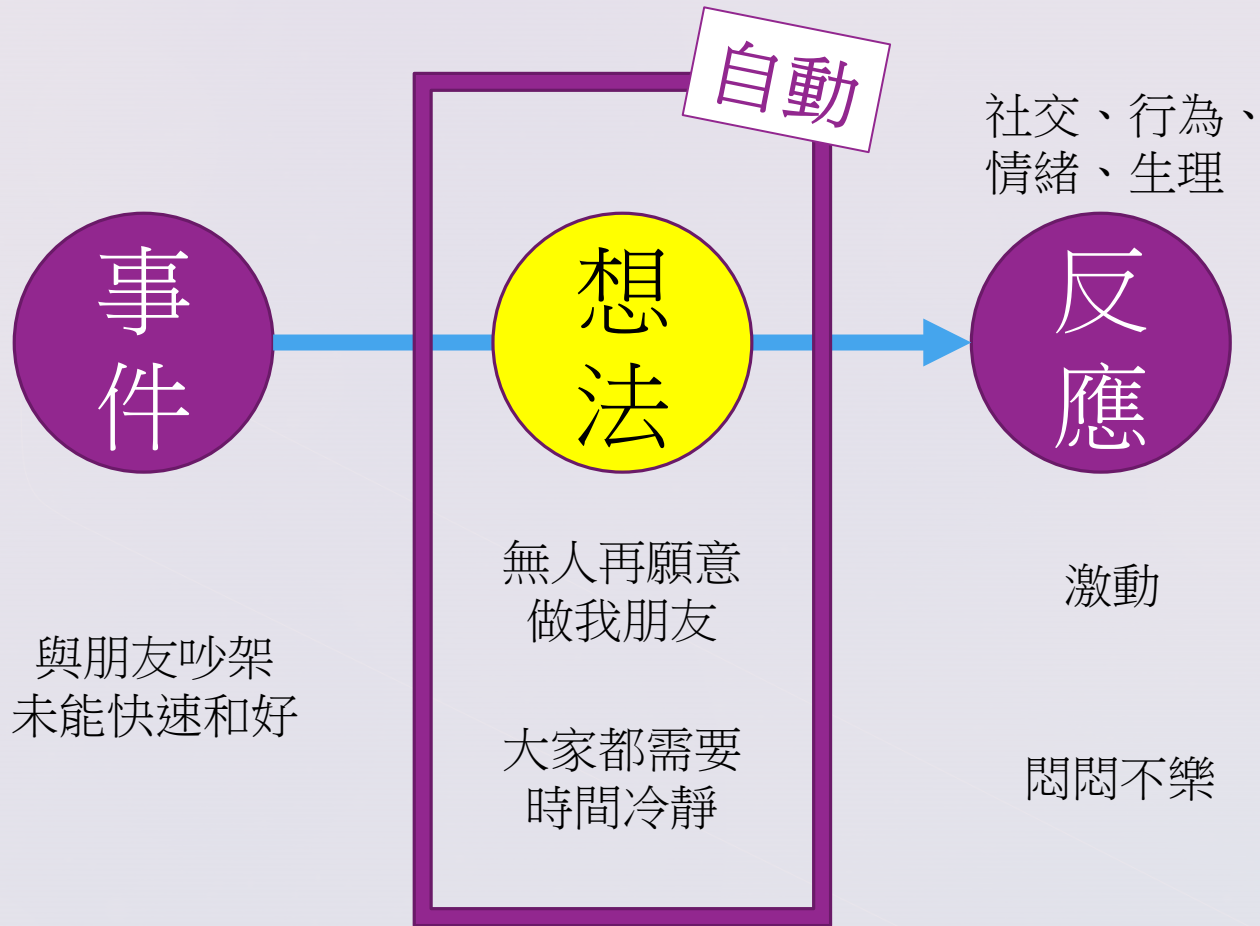 自動
社交、行為、
情緒、生理
事
件
想
法
反
應
與朋友吵架
未能快速和好
無人再願意
做我朋友
大家都需要
時間冷靜
激動
悶悶不樂